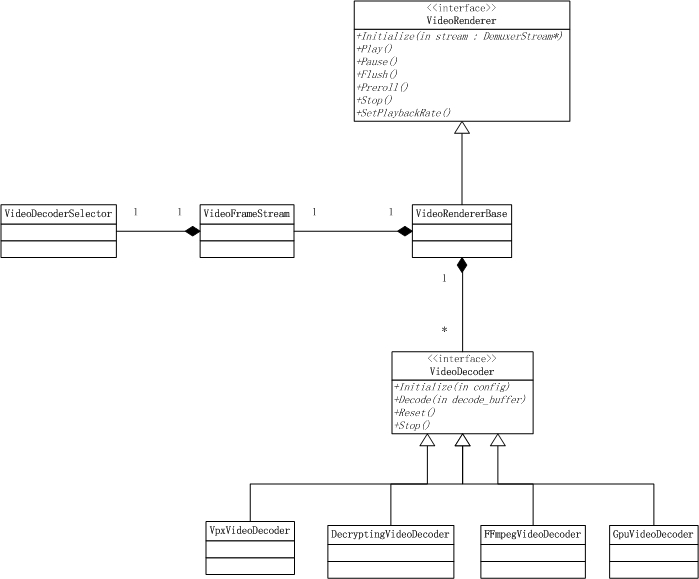 <<interface>>
VideoRenderer
+Initialize(in stream : DemuxerStream*)
+Play()
+Pause()
+Flush()
+Preroll()
+Stop()
+SetPlaybackRate()
VideoDecoderSelector
1
1
VideoFrameStream
1
1
VideoRendererBase
1
*
<<interface>>
VideoDecoder
+Initialize(in config)
+Decode(in decode_buffer)
+Reset()
+Stop()
VpxVideoDecoder
DecryptingVideoDecoder
FFmpegVideoDecoder
GpuVideoDecoder